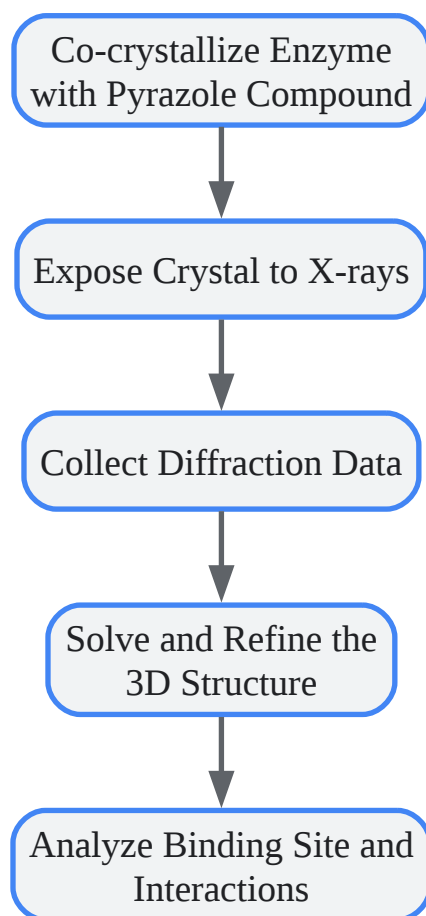 Co-crystallize Enzyme
with Pyrazole Compound
Expose Crystal to X-rays
Collect Diffraction Data
Solve and Refine the
3D Structure
Analyze Binding Site and
Interactions